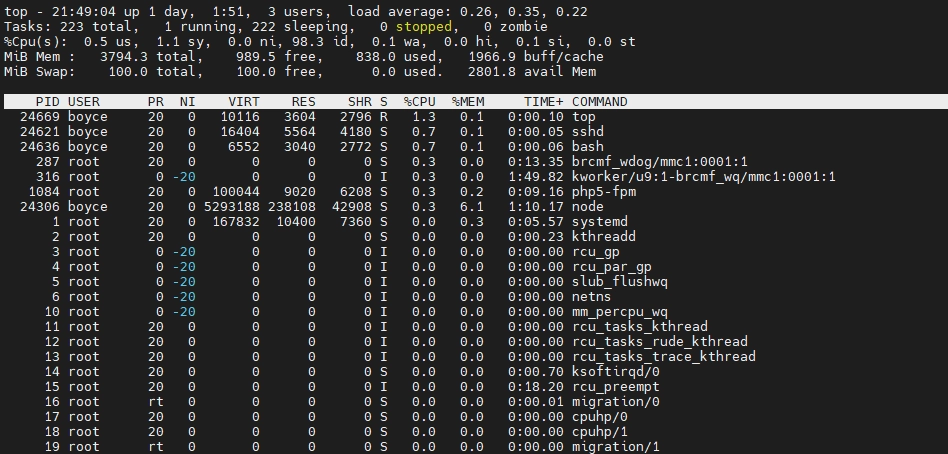 top - 21:49:04 up 1 day,  1:51,  3 users,  load average: 0.26, 0.35, 0.22
Tasks: 223 total,   1 running, 222 sleeping,   0 stopped,   0 zombie
%Cpu(s):  0.5 us,  1.1 sy,  0.0 ni, 98.3 id,  0.1 wa,  0.0 hi,  0.1 si,  0.0 st
MiB Mem :   3794.3 total,    989.5 free,    838.0 used,   1966.9 buff/cache
MiB Swap:    100.0 total,    100.0 free,      0.0 used.   2801.8 avail Mem
PID USER      PR  NI    VIRT    RES    SHR S  %CPU  %MEM     TIME+ COMMAND
24669 boyce     20   0   10116   3604   2796 R   1.3   0.1   0:00.10 top
24621 boyce     20   0   16404   5564   4180 S   0.7   0.1   0:00.05 sshd
24636 boyce     20   0    6552   3040   2772 S   0.7   0.1   0:00.06 bash
287 root      20   0       0      0      0 S   0.3   0.0   0:13.35 brcmf_wdog/mmc1:0001:1
316 root       0 -20       0      0      0 I   0.3   0.0   1:49.82 kworker/u9:1-brcmf_wq/mmc1:0001:1
1084 root      20   0  100044   9020   6208 S   0.3   0.2   0:09.16 php5-fpm
24306 boyce     20   0 5293188 238108  42908 S   0.3   6.1   1:10.17 node
1 root      20   0  167832  10400   7360 S   0.0   0.3   0:05.57 systemd
2 root      20   0       0      0      0 S   0.0   0.0   0:00.23 kthreadd
3 root       0 -20       0      0      0 I   0.0   0.0   0:00.00 rcu_gp
4 root       0 -20       0      0      0 I   0.0   0.0   0:00.00 rcu_par_gp
5 root       0 -20       0      0      0 I   0.0   0.0   0:00.00 slub_flushwq
6 root       0 -20       0      0      0 I   0.0   0.0   0:00.00 netns
10 root       0 -20       0      0      0 I   0.0   0.0   0:00.00 mm_percpu_wq
11 root      20   0       0      0      0 I   0.0   0.0   0:00.00 rcu_tasks_kthread
12 root      20   0       0      0      0 I   0.0   0.0   0:00.00 rcu_tasks_rude_kthread
13 root      20   0       0      0      0 I   0.0   0.0   0:00.00 rcu_tasks_trace_kthread
14 root      20   0       0      0      0 S   0.0   0.0   0:00.70 ksoftirqd/0
15 root      20   0       0      0      0 I   0.0   0.0   0:18.20 rcu_preempt
16 root      rt   0       0      0      0 S   0.0   0.0   0:00.01 migration/0
17 root      20   0       0      0      0 S   0.0   0.0   0:00.00 cpuhp/0
18 root      20   0       0      0      0 S   0.0   0.0   0:00.00 cpuhp/1
19 root      rt   0       0      0      0 S   0.0   0.0   0:00.00 migration/1